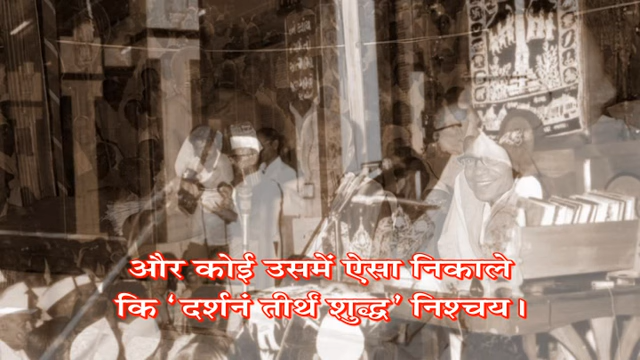 और कोई उसमें ऐसा निकाले
कि ‘दर्शनं तीर्थं शुद्ध” निश्चय।